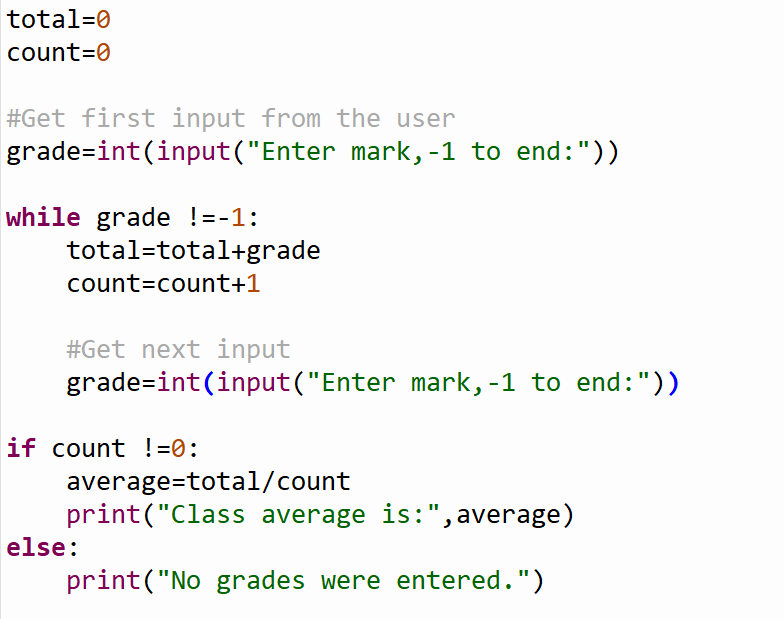 total=0
count=0
#Get first input from the user
grade=int(input("Enter mark,-1 to end:"))
while grade !=-1:
    total=total+grade
    count=count+1
    #Get next input
    grade=int(input("Enter mark,-1 to end:"))
if count !=0:
    average=total/count
    print("Class average is:",average)
else:
    print("No grades were entered.")